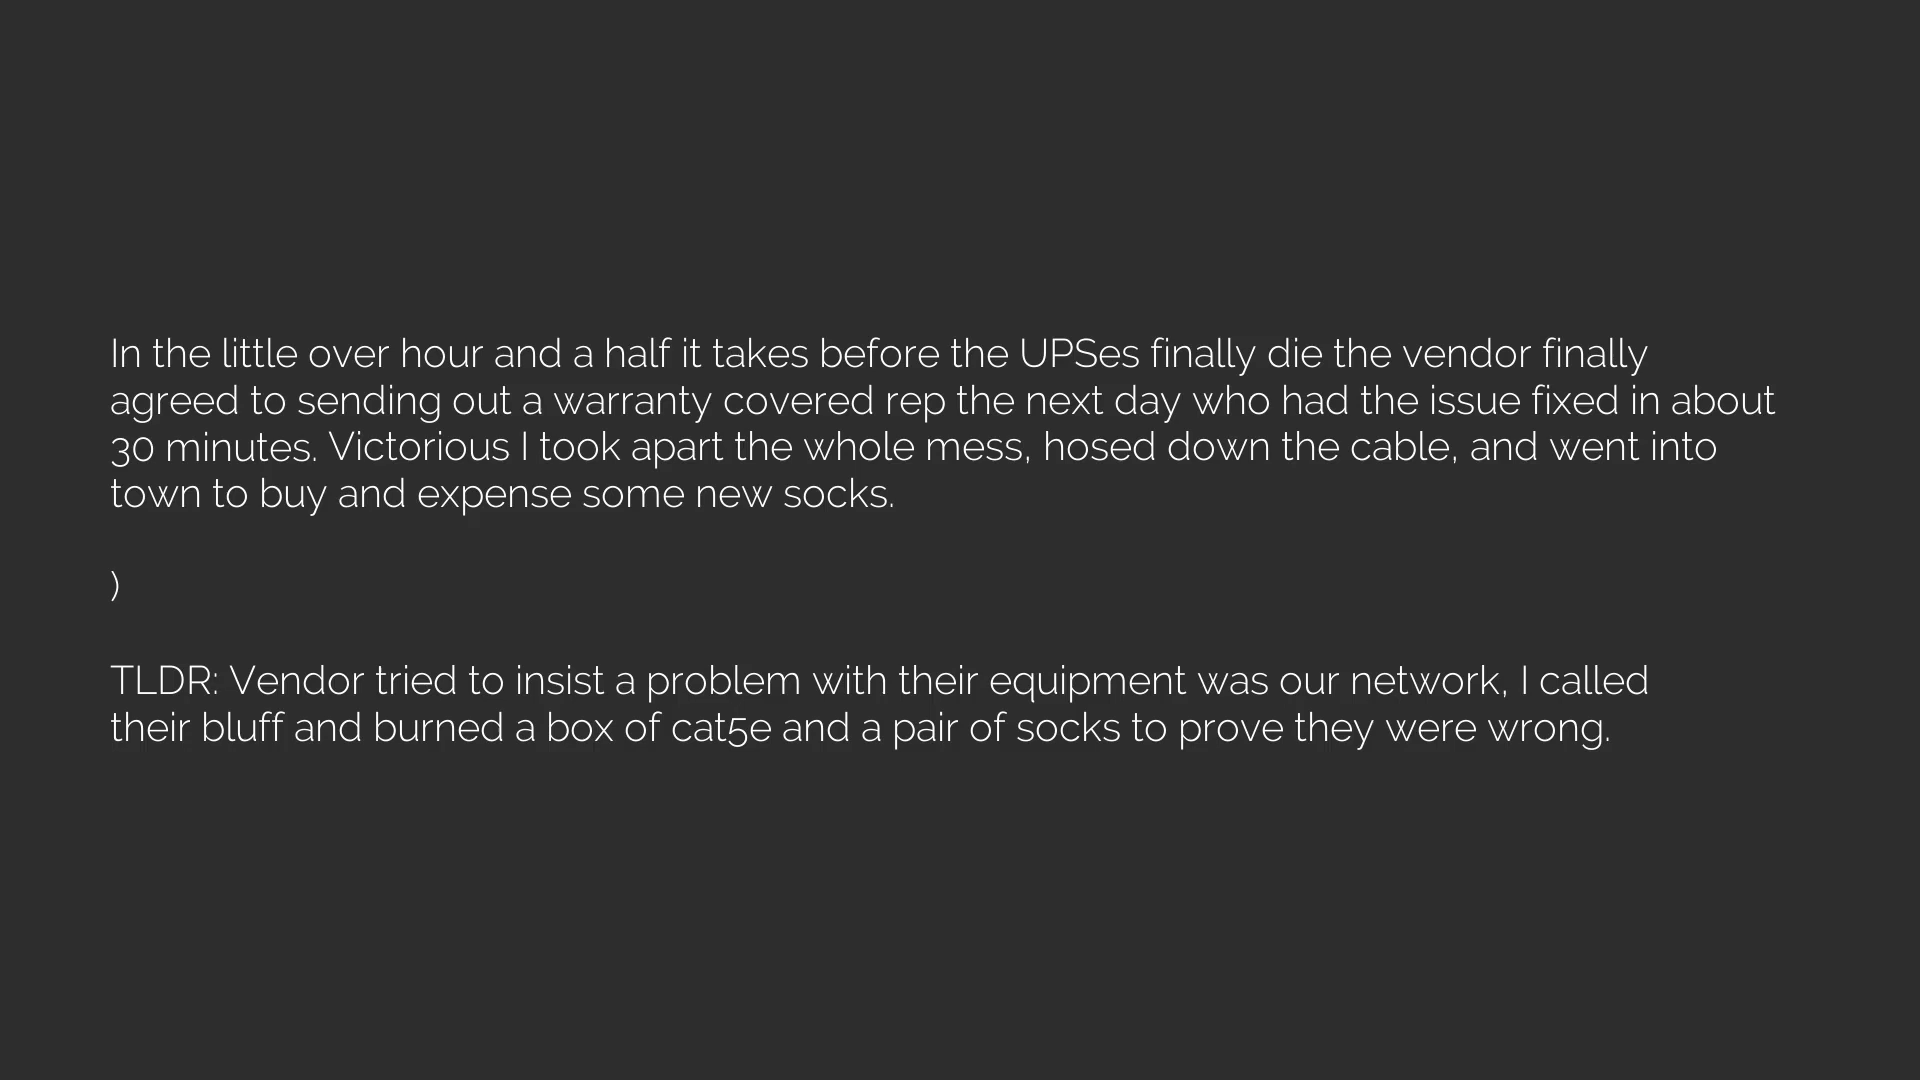 In the little over hour and a half it takes before the UPSes finally die the vendor finally
agreed to sending out a warranty covered rep the next day who had the issue fixed in about
30 minutes. Victorious I took apart the whole mess, hosed down the cable, and went into
town to buy and expense some new socks.
)
TLDR: Vendor tried to insist a problem with their equipment was our network, I called
their bluff and burned a box of cat5e and a pair of socks to prove they were wrong.